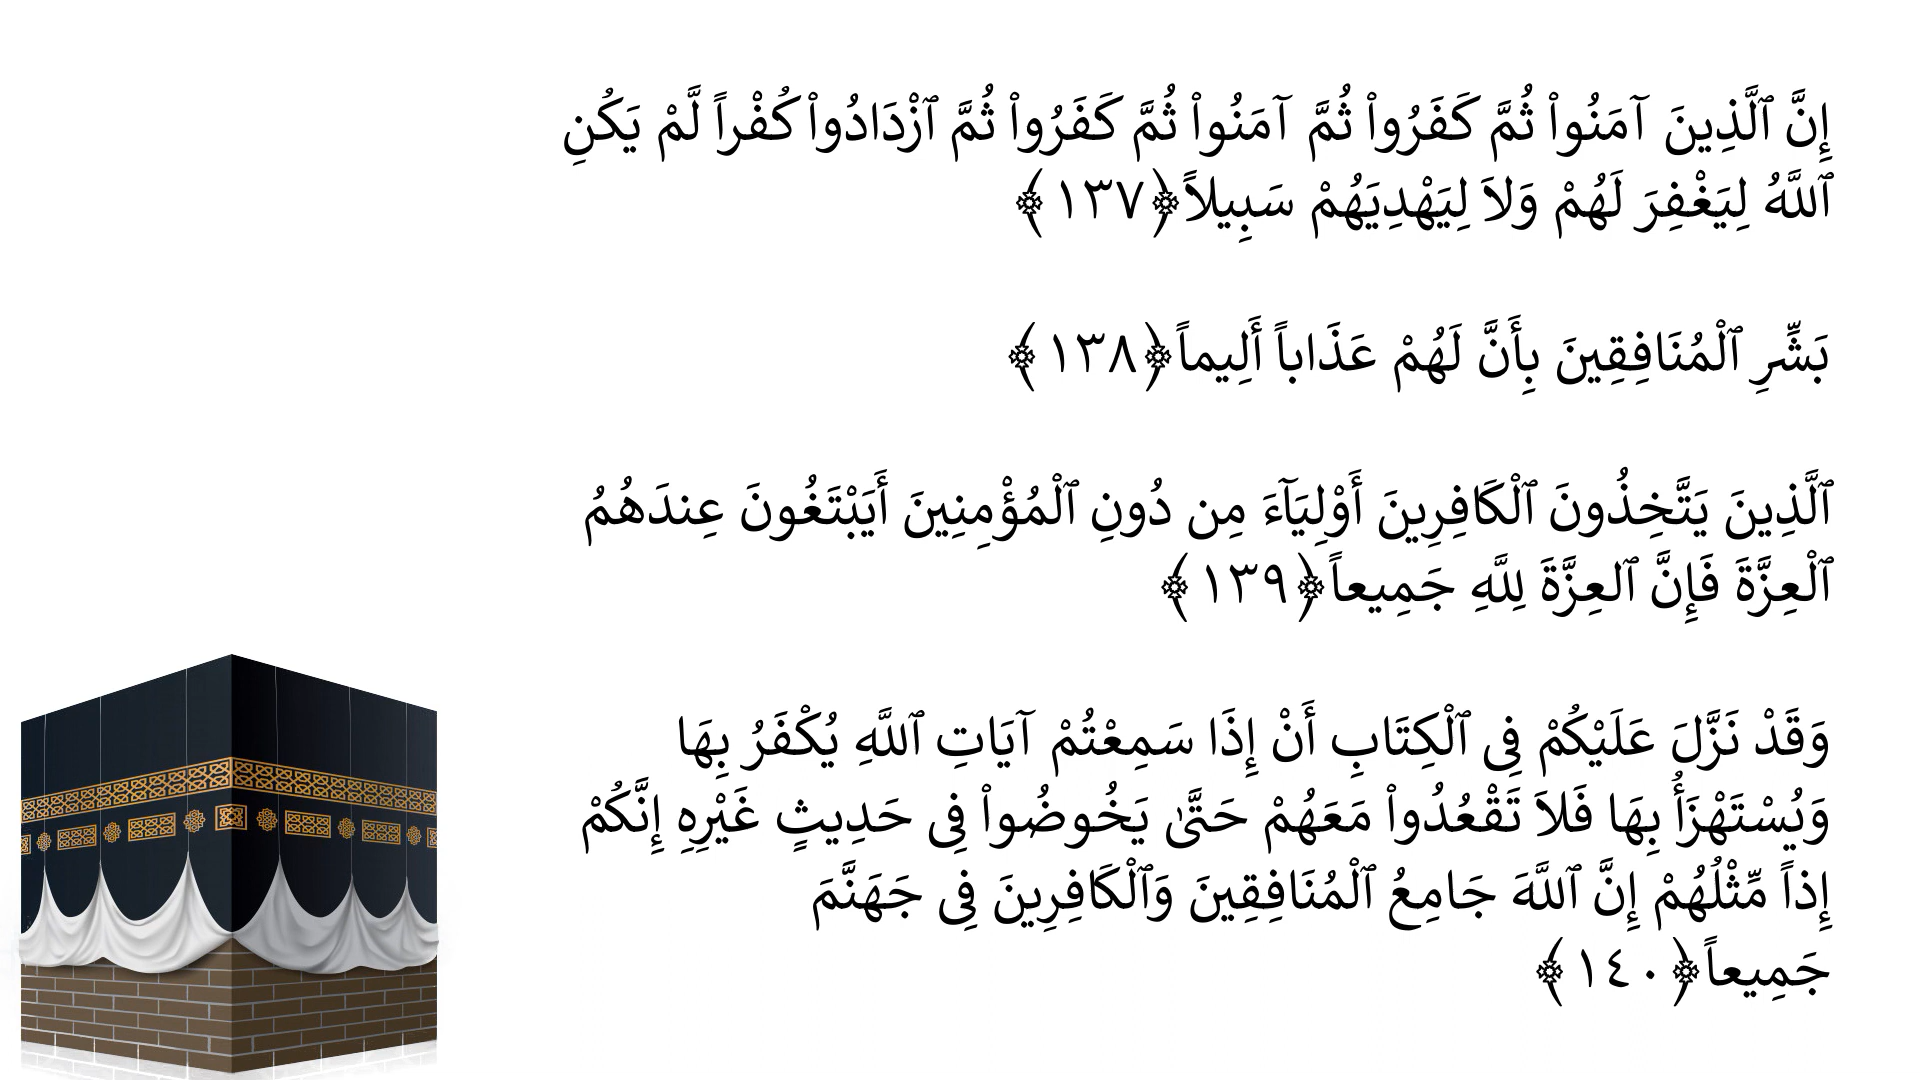 إِنَّ ٱلَّذِينَ آمَنُواْ ثُمَّ كَفَرُواْ ثُمَّ آمَنُواْ ثُمَّ كَفَرُواْ ثُمَّ ٱزْدَادُواْ كُفْراً لَّمْ يَكُنِ
ٱللَّهُ لِيَغْفِرَ لَهُمْ وَلاَ لِيَهْدِيَهُمْ سَبِيلاً﴿١٣٧﴾
بَشِّرِ ٱلْمُنَافِقِينَ بِأَنَّ لَهُمْ عَذَاباً أَلِيماً﴿١٣٨﴾
ٱلَّذِينَ يَتَّخِذُونَ ٱلْكَافِرِينَ أَوْلِيَآءَ مِن دُونِ ٱلْمُؤْمِنِينَ أَيَبْتَغُونَ عِندَهُمُ
ٱلْعِزَّةَ فَإِنَّ ٱلعِزَّةَ لِلَّهِ جَمِيعاً﴿١٣٩﴾
وَقَدْ نَزَّلَ عَلَيْكُمْ فِى ٱلْكِتَابِ أَنْ إِذَا سَمِعْتُمْ آيَاتِ ٱللَّهِ يُكْفَرُ بِهَا
وَيُسْتَهْزَأُ بِهَا فَلاَ تَقْعُدُواْ مَعَهُمْ حَتَّىٰ يَخُوضُواْ فِى حَدِيثٍ غَيْرِهِ إِنَّكُمْ
إِذاً مِّثْلُهُمْ إِنَّ ٱللَّهَ جَامِعُ ٱلْمُنَافِقِينَ وَٱلْكَافِرِينَ فِى جَهَنَّمَ
جَمِيعاً﴿١٤٠﴾